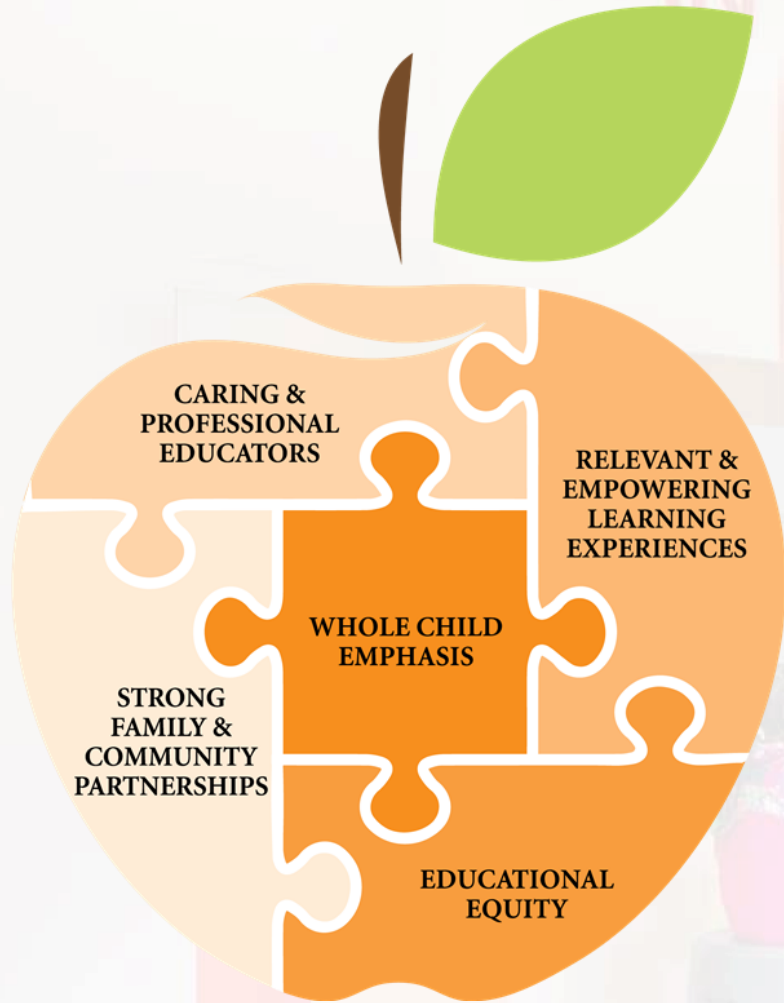 CARING &
PROFESSIONAL
EDUCATORS
RELEVANT &
EMPOWERING
LEARNING
EXPERIENCES
WHOLE CHILD
EMPHASIS
STRONG
FAMILY &
COMMUNITY
PARTNERSHIPS
EDUCATIONAL
EQUITY